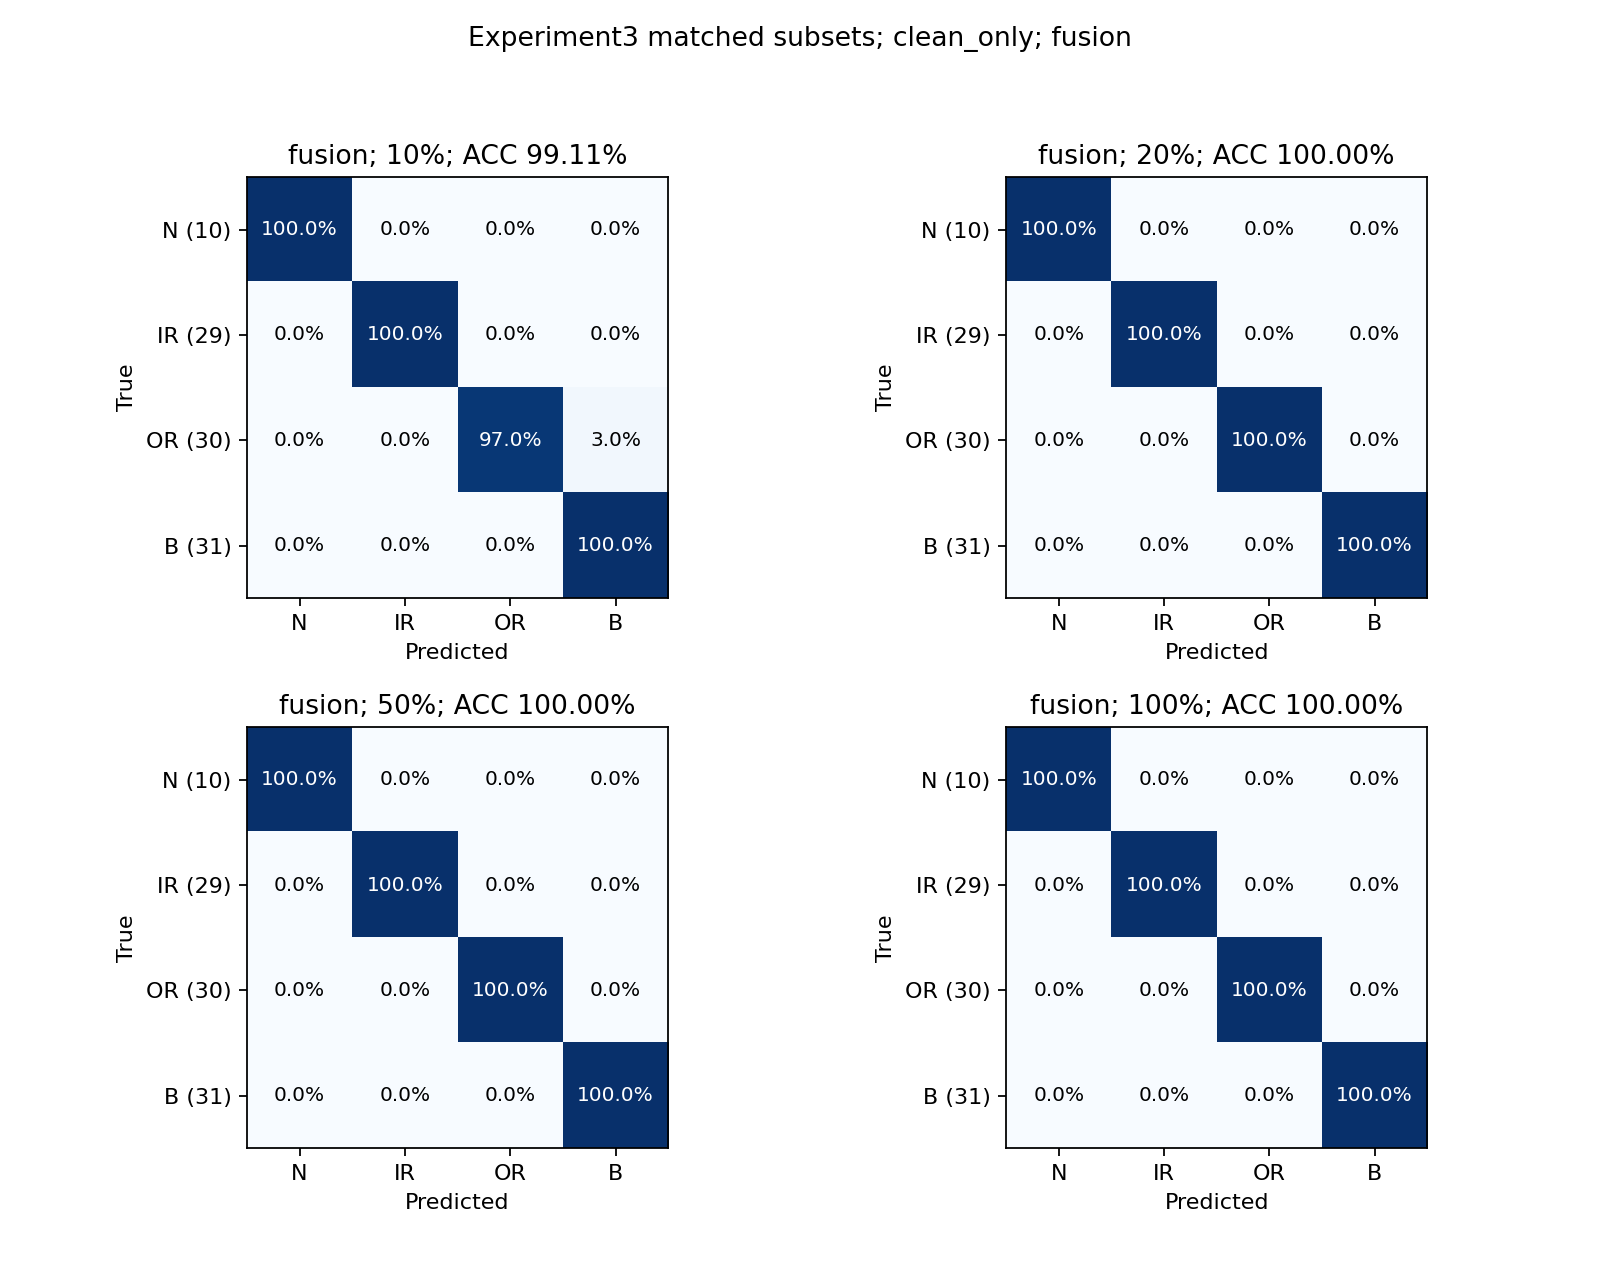 Experiment3 matched subsets; clean_only; fusion
fusion; 10%; ACC 99.11%
True
N (10) 100.0% 0.0% 0.0% 0.0%
IR (29) 0.0% 100.0% 0.0% 0.0%
OR (30) 0.0% 0.0% 97.0% 3.0%
B (31) 0.0% 0.0% 0.0% 100.0%
N IR OR B
Predicted
fusion; 20%; ACC 100.00%
True
N (10) 100.0% 0.0% 0.0% 0.0%
IR (29) 0.0% 100.0% 0.0% 0.0%
OR (30) 0.0% 0.0% 100.0% 0.0%
B (31) 0.0% 0.0% 0.0% 100.0%
N IR OR B
Predicted
fusion; 50%; ACC 100.00%
True
N (10) 100.0% 0.0% 0.0% 0.0%
IR (29) 0.0% 100.0% 0.0% 0.0%
OR (30) 0.0% 0.0% 100.0% 0.0%
B (31) 0.0% 0.0% 0.0% 100.0%
N IR OR B
Predicted
fusion; 100%; ACC 100.00%
True
N (10) 100.0% 0.0% 0.0% 0.0%
IR (29) 0.0% 100.0% 0.0% 0.0%
OR (30) 0.0% 0.0% 100.0% 0.0%
B (31) 0.0% 0.0% 0.0% 100.0%
N IR OR B
Predicted